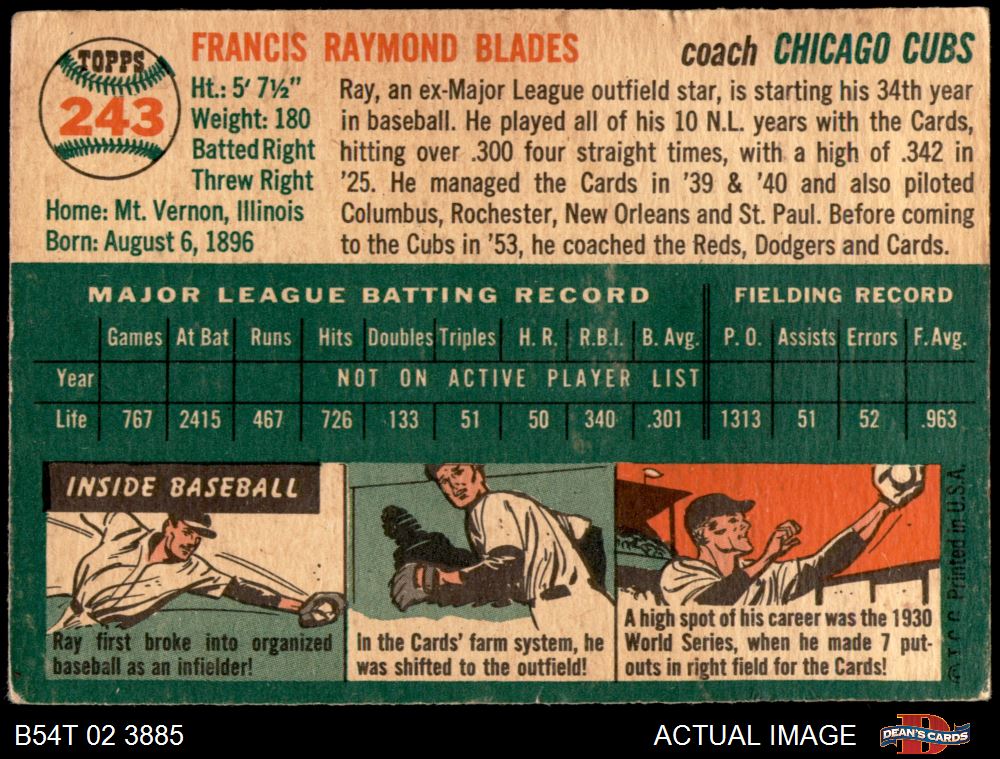 TOPPS
243
FRANCIS RAYMOND BLADES
coach CHICAGO CUBS
Ht.: 5' 7½"
Weight: 180
Batted Right
Threw Right
Home: Mt. Vernon, Illinois
Born: August 6, 1896
Ray, an ex-Major League outfield star, is starting his 34th year
in baseball. He played all of his 10 N.L. years with the Cards,
hitting over .300 four straight times, with a high of .342 in
'25. He managed the Cards in '39 & '40 and also piloted
Columbus, Rochester, New Orleans and St. Paul. Before coming
to the Cubs in '53, he coached the Reds, Dodgers and Cards.
MAJOR LEAGUE BATTING RECORD FIELDING RECORD
Games At Bat Runs Hits Doubles Triples H. R. R.B.I. B. Avg. P. O. Assists Errors F. Avg.
Year NOT ON ACTIVE PLAYER LIST
Life 767 2415 467 726 133 51 50 340 .301 1313 51 52 .963
INSIDE BASEBALL
Ray first broke into organized
baseball as an infielder!
In the Cards' farm system, he
was shifted to the outfield!
A high spot of his career was the 1930
World Series, when he made 7 put-
outs in right field for the Cards!
© T. C. G. Printed in U.S.A.
B54T 02 3885
ACTUAL IMAGE
D
DEAN'S CARDS